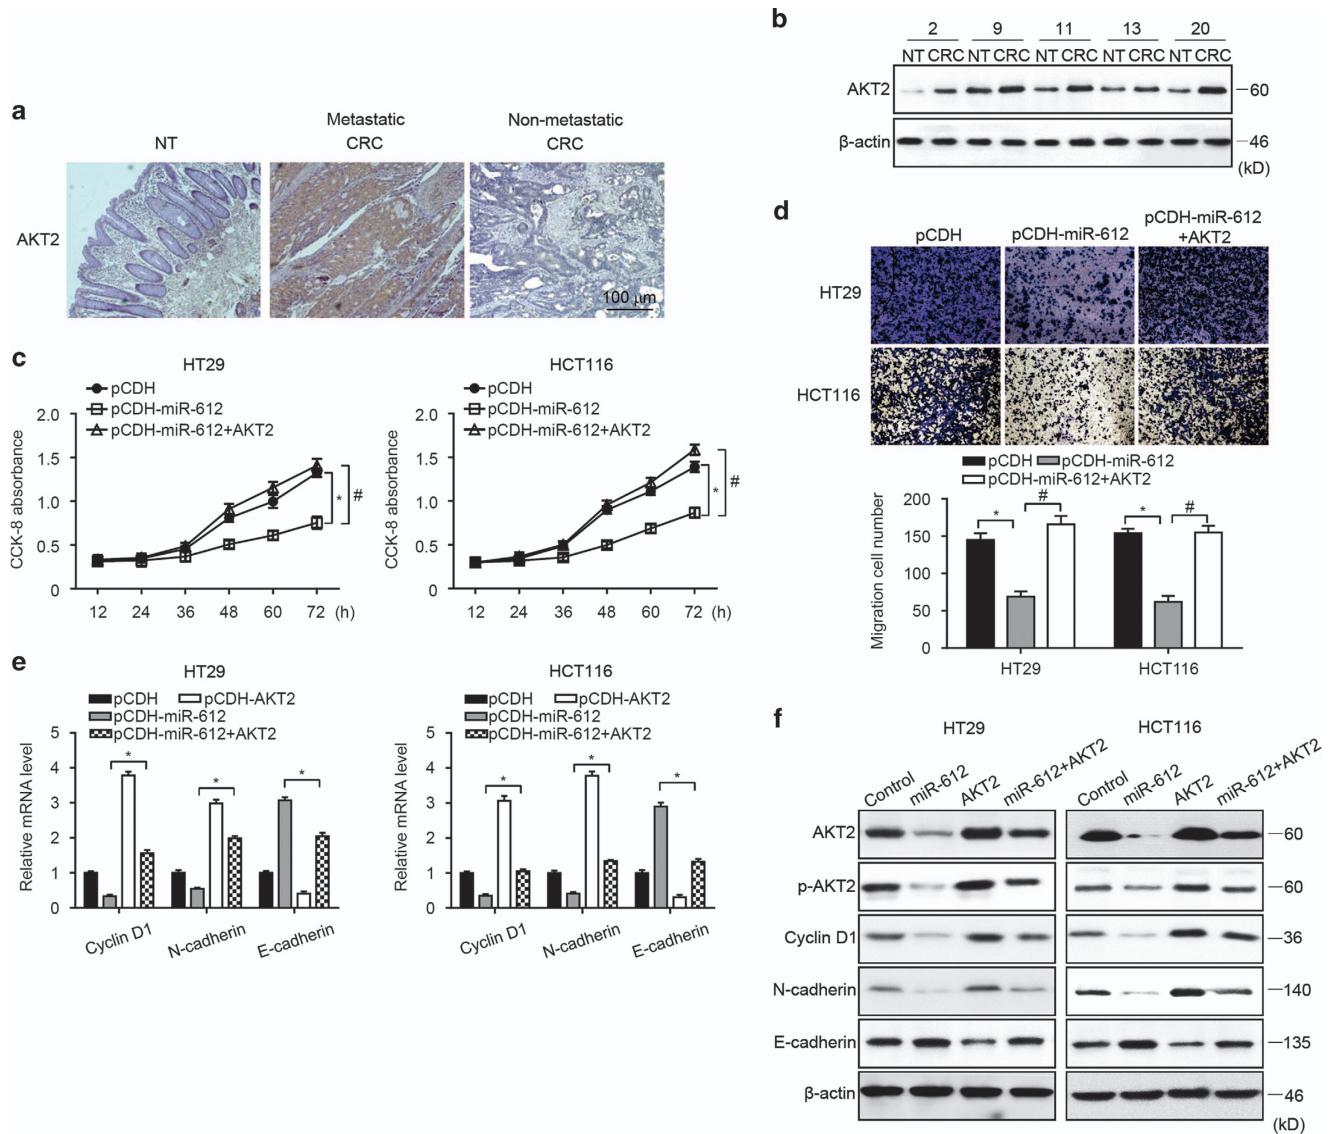 a
NT
Metastatic
CRC
Non-metastatic
CRC
AKT2
100 μm
b
2 9 11 13 20
NT CRC NT CRC NT CRC NT CRC NT CRC
AKT2
60
β-actin
46
(kD)
c
HT29
pCDH
pCDH-miR-612
pCDH-miR-612+AKT2
CCK-8 absorbance
2.0
1.5
1.0
0.5
0
12 24 36 48 60 72 (h)
* #
HCT116
pCDH
pCDH-miR-612
pCDH-miR-612+AKT2
CCK-8 absorbance
2.0
1.5
1.0
0.5
0
12 24 36 48 60 72 (h)
* #
d
pCDH
pCDH-miR-612
pCDH-miR-612
+AKT2
HT29
HCT116
pCDH pCDH-miR-612
pCDH-miR-612+AKT2
Migration cell number
200
150
100
50
0
* # * #
HT29 HCT116
e
HT29
pCDH pCDH-AKT2
pCDH-miR-612
pCDH-miR-612+AKT2
Relative mRNA level
5
4
3
2
1
0
* * *
Cyclin D1 N-cadherin E-cadherin
HCT116
pCDH pCDH-AKT2
pCDH-miR-612
pCDH-miR-612+AKT2
Relative mRNA level
5
4
3
2
1
0
* * *
Cyclin D1 N-cadherin E-cadherin
f
HT29 HCT116
Control miR-612 AKT2 miR-612+AKT2 Control miR-612 AKT2 miR-612+AKT2
AKT2 60
p-AKT2 60
Cyclin D1 36
N-cadherin 140
E-cadherin 135
β-actin 46
(kD)